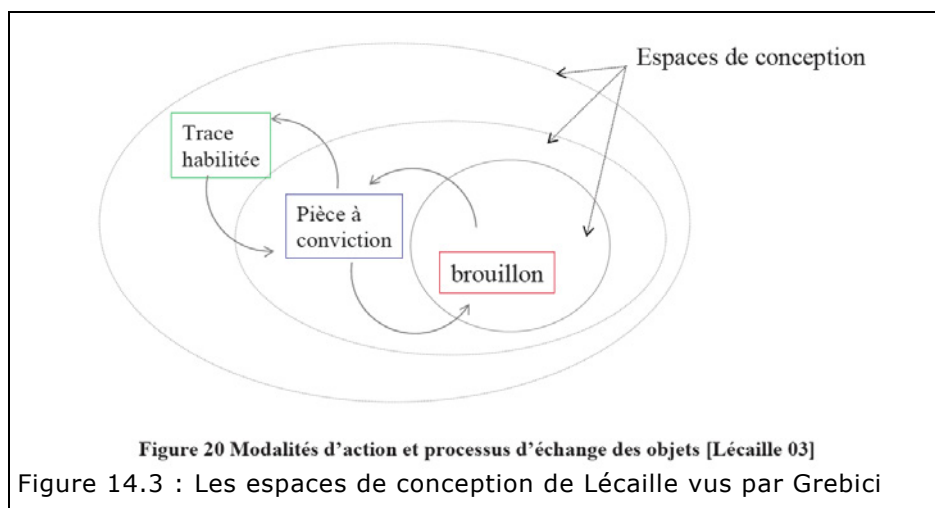 Espaces de conception
Trace
habilitée
Pièce à
conviction
brouillon
Figure 20 Modalités d'action et processus d'échange des objets [Lécaille 03]
Figure 14.3 : Les espaces de conception de Lécaille vus par Grebici